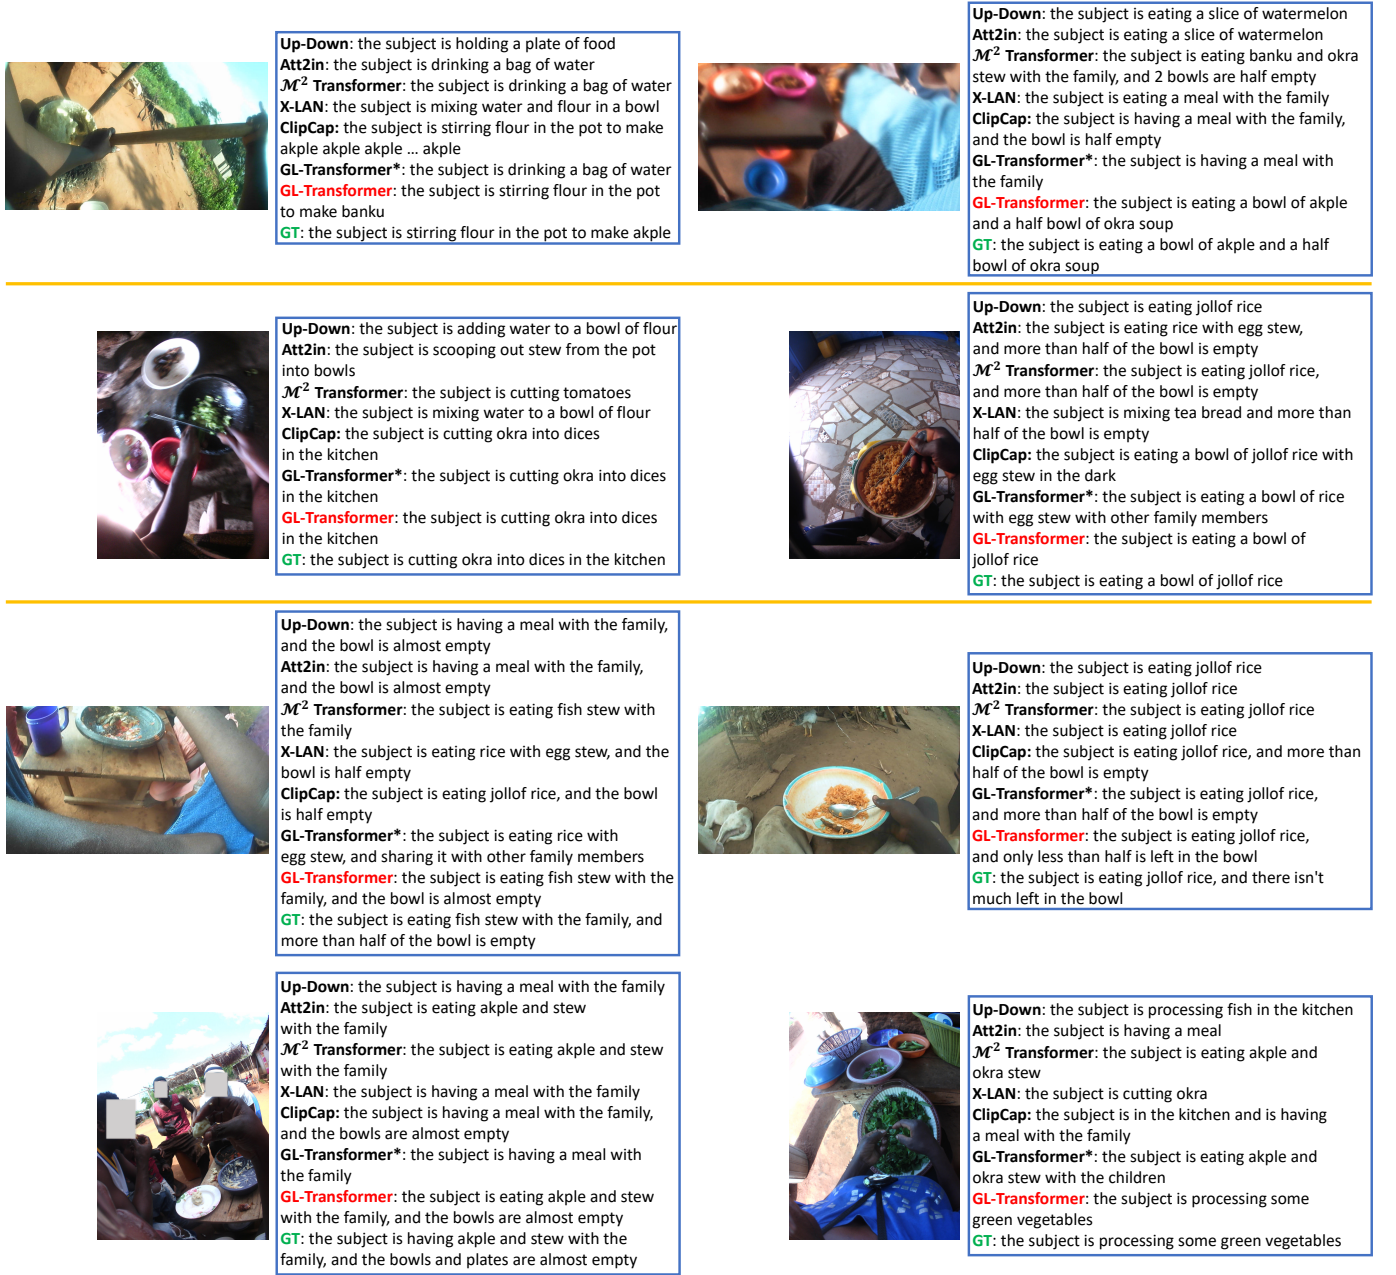 Up-Down: the subject is holding a plate of food
Att2in: the subject is drinking a bag of water
ℳ² Transformer: the subject is drinking a bag of water
X-LAN: the subject is mixing water and flour in a bowl
ClipCap: the subject is stirring flour in the pot to make
akple akple akple ... akple
GL-Transformer*: the subject is drinking a bag of water
GL-Transformer: the subject is stirring flour in the pot
to make banku
GT: the subject is stirring flour in the pot to make akple
Up-Down: the subject is eating a slice of watermelon
Att2in: the subject is eating a slice of watermelon
ℳ² Transformer: the subject is eating banku and okra
stew with the family, and 2 bowls are half empty
X-LAN: the subject is eating a meal with the family
ClipCap: the subject is having a meal with the family,
and the bowl is half empty
GL-Transformer*: the subject is having a meal with
the family
GL-Transformer: the subject is eating a bowl of akple
and a half bowl of okra soup
GT: the subject is eating a bowl of akple and a half
bowl of okra soup
Up-Down: the subject is adding water to a bowl of flour
Att2in: the subject is scooping out stew from the pot
into bowls
ℳ² Transformer: the subject is cutting tomatoes
X-LAN: the subject is mixing water to a bowl of flour
ClipCap: the subject is cutting okra into dices
in the kitchen
GL-Transformer*: the subject is cutting okra into dices
in the kitchen
GL-Transformer: the subject is cutting okra into dices
in the kitchen
GT: the subject is cutting okra into dices in the kitchen
Up-Down: the subject is eating jollof rice
Att2in: the subject is eating rice with egg stew,
and more than half of the bowl is empty
ℳ² Transformer: the subject is eating jollof rice,
and more than half of the bowl is empty
X-LAN: the subject is mixing tea bread and more than
half of the bowl is empty
ClipCap: the subject is eating a bowl of jollof rice with
egg stew in the dark
GL-Transformer*: the subject is eating a bowl of rice
with egg stew with other family members
GL-Transformer: the subject is eating a bowl of
jollof rice
GT: the subject is eating a bowl of jollof rice
Up-Down: the subject is having a meal with the family,
and the bowl is almost empty
Att2in: the subject is having a meal with the family,
and the bowl is almost empty
ℳ² Transformer: the subject is eating fish stew with
the family
X-LAN: the subject is eating rice with egg stew, and the
bowl is half empty
ClipCap: the subject is eating jollof rice, and the bowl
is half empty
GL-Transformer*: the subject is eating rice with
egg stew, and sharing it with other family members
GL-Transformer: the subject is eating fish stew with the
family, and the bowl is almost empty
GT: the subject is eating fish stew with the family, and
more than half of the bowl is empty
Up-Down: the subject is eating jollof rice
Att2in: the subject is eating jollof rice
ℳ² Transformer: the subject is eating jollof rice
X-LAN: the subject is eating jollof rice
ClipCap: the subject is eating jollof rice, and more than
half of the bowl is empty
GL-Transformer*: the subject is eating jollof rice,
and more than half of the bowl is empty
GL-Transformer: the subject is eating jollof rice,
and only less than half is left in the bowl
GT: the subject is eating jollof rice, and there isn't
much left in the bowl
Up-Down: the subject is having a meal with the family
Att2in: the subject is eating akple and stew
with the family
ℳ² Transformer: the subject is eating akple and stew
with the family
X-LAN: the subject is having a meal with the family
ClipCap: the subject is having a meal with the family,
and the bowls are almost empty
GL-Transformer*: the subject is having a meal with
the family
GL-Transformer: the subject is eating akple and stew
with the family, and the bowls are almost empty
GT: the subject is having akple and stew with the
family, and the bowls and plates are almost empty
Up-Down: the subject is processing fish in the kitchen
Att2in: the subject is having a meal
ℳ² Transformer: the subject is eating akple and
okra stew
X-LAN: the subject is cutting okra
ClipCap: the subject is in the kitchen and is having
a meal with the family
GL-Transformer*: the subject is eating akple and
okra stew with the children
GL-Transformer: the subject is processing some
green vegetables
GT: the subject is processing some green vegetables